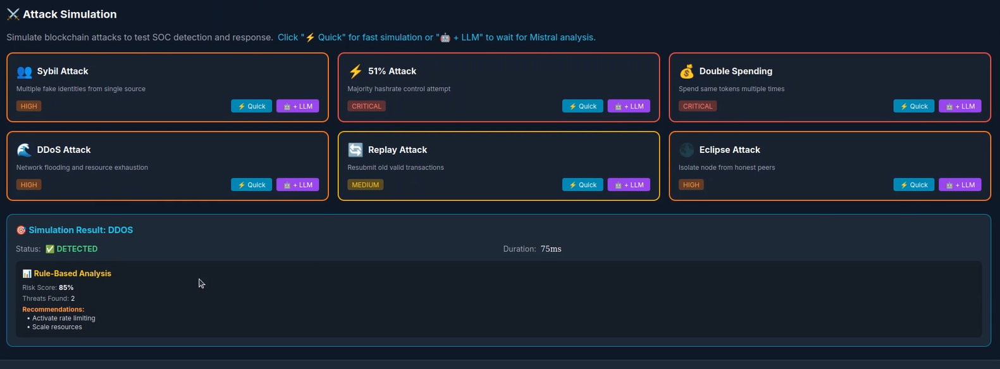 ⚔️ Attack Simulation
Simulate blockchain attacks to test SOC detection and response. Click "⚡ Quick" for fast simulation or "🤖 + LLM" to wait for Mistral analysis.
👥 Sybil Attack
Multiple fake identities from single source
HIGH ⚡ Quick 🤖 + LLM
⚡ 51% Attack
Majority hashrate control attempt
CRITICAL ⚡ Quick 🤖 + LLM
💰 Double Spending
Spend same tokens multiple times
CRITICAL ⚡ Quick 🤖 + LLM
🌊 DDoS Attack
Network flooding and resource exhaustion
HIGH ⚡ Quick 🤖 + LLM
🔄 Replay Attack
Resubmit old valid transactions
MEDIUM ⚡ Quick 🤖 + LLM
🌑 Eclipse Attack
Isolate node from honest peers
HIGH ⚡ Quick 🤖 + LLM
🎯 Simulation Result: DDOS
Status: ✅ DETECTED Duration: 75ms
📊 Rule-Based Analysis
Risk Score: 85%
Threats Found: 2
Recommendations:
• Activate rate limiting
• Scale resources